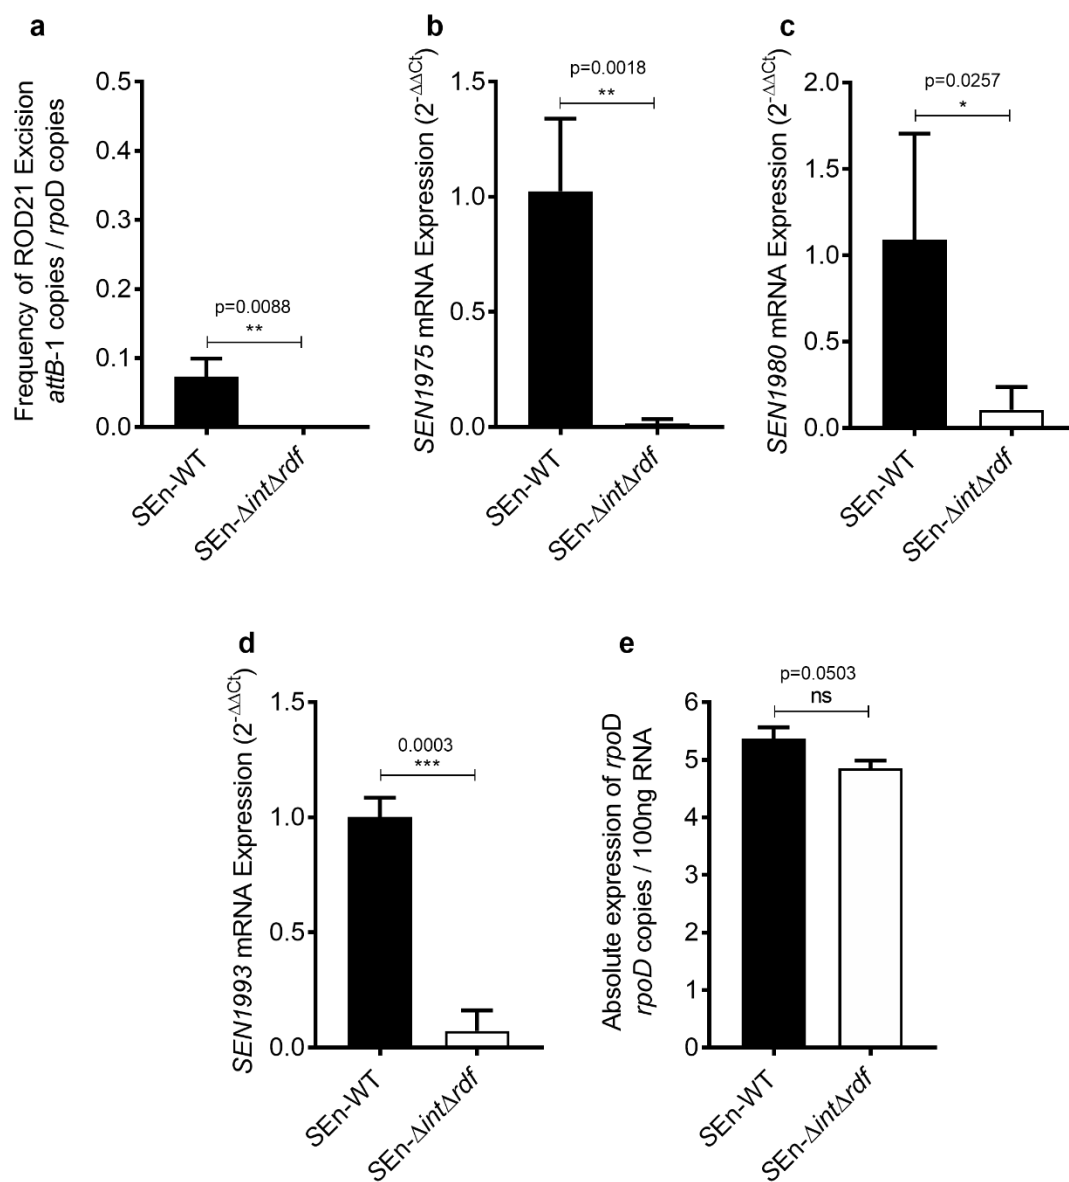 a
Frequency of ROD21 Excision
attB-1 copies / rpoD copies
0.5
0.4
0.3
0.2
0.1
0.0
p=0.0088
**
SEn-WT
SEn-ΔintΔrdf
b
SEN1975 mRNA Expression (2-ΔΔCt)
1.5
1.0
0.5
0.0
p=0.0018
**
SEn-WT
SEn-ΔintΔrdf
c
SEN1980 mRNA Expression (2-ΔΔCt)
2.0
1.5
1.0
0.5
0.0
p=0.0257
*
SEn-WT
SEn-ΔintΔrdf
d
SEN1993 mRNA Expression (2-ΔΔCt)
1.5
1.0
0.5
0.0
0.0003
***
SEn-WT
SEn-ΔintΔrdf
e
Absolute expression of rpoD
rpoD copies / 100ng RNA
6
5
4
3
2
1
0
p=0.0503
ns
SEn-WT
SEn-ΔintΔrdf